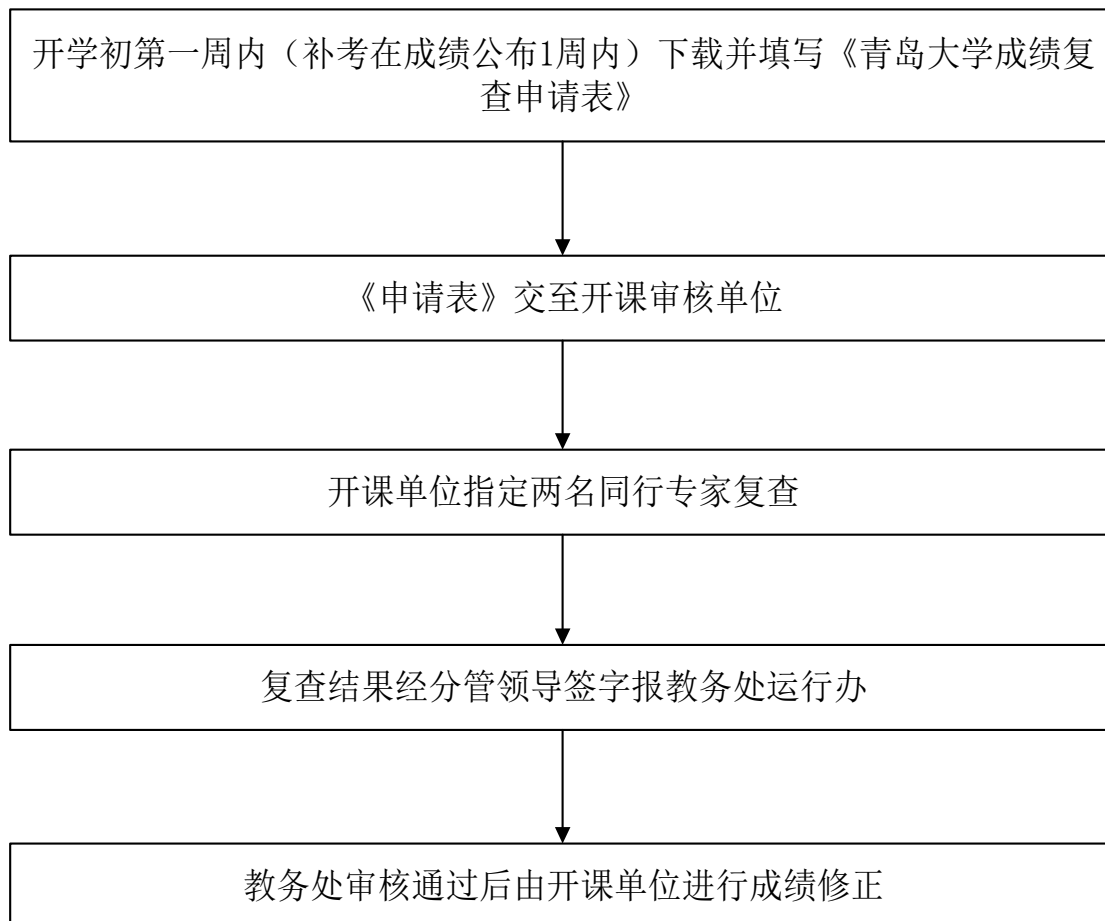 开学初第一周内（补考在成绩公布1周内）下载并填写《青岛大学成绩复
查申请表》
《申请表》交至开课审核单位
开课单位指定两名同行专家复查
复查结果经分管领导签字报教务处运行办
教务处审核通过后由开课单位进行成绩修正